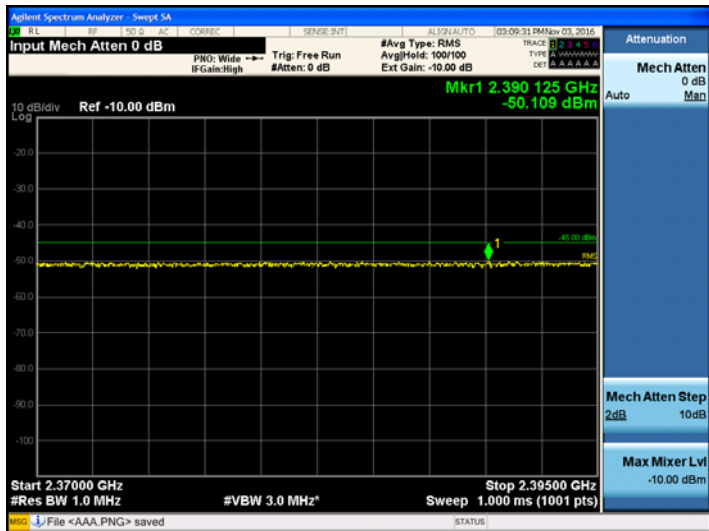 Agilent Spectrum Analyzer - Swept SA
RL RF 50 Ω AC CORREC SENSE:INT ALIGN AUTO 03:09:31 PM Nov 03, 2016
Input Mech Atten 0 dB
PNO: Wide
IFGain:High
Trig: Free Run
#Atten: 0 dB
#Avg Type: RMS
Avg|Hold: 100/100
Ext Gain: -10.00 dB
TRACE 1 2 3 4 5 6
TYPE A WWWWW
DET A A A A A A
Mkr1 2.390 125 GHz
-50.109 dBm
10 dB/div Ref -10.00 dBm
Log
-20.0
-30.0
-40.0
-50.0
-60.0
-70.0
-80.0
-90.0
-100
-45.00 dBm
1
RMS
Start 2.37000 GHz Stop 2.39500 GHz
#Res BW 1.0 MHz #VBW 3.0 MHz* Sweep 1.000 ms (1001 pts)
MSG File <AAA.PNG> saved STATUS
Attenuation
Mech Atten
0 dB
Auto Man
Mech Atten Step
2dB 10dB
Max Mixer Lvl
-10.00 dBm